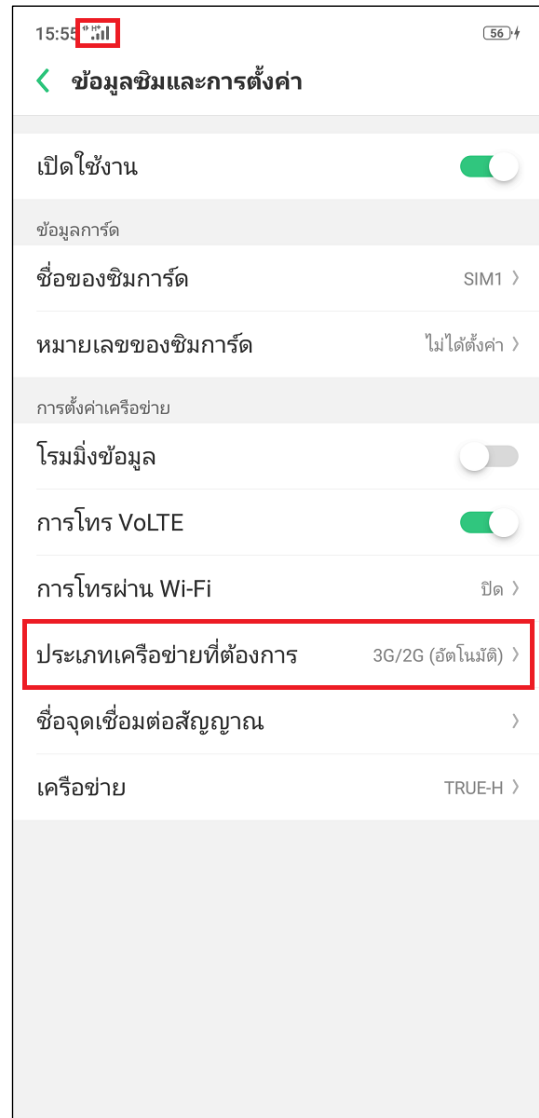 15:55 H+ 56
ข้อมูลซิมและการตั้งค่า
เปิดใช้งาน
ข้อมูลการ์ด
ชื่อของซิมการ์ด SIM1
หมายเลขของซิมการ์ด ไม่ได้ตั้งค่า
การตั้งค่าเครือข่าย
โรมมิ่งข้อมูล
การโทร VoLTE
การโทรผ่าน Wi-Fi ปิด
ประเภทเครือข่ายที่ต้องการ 3G/2G (อัตโนมัติ)
ชื่อจุดเชื่อมต่อสัญญาณ
เครือข่าย TRUE-H